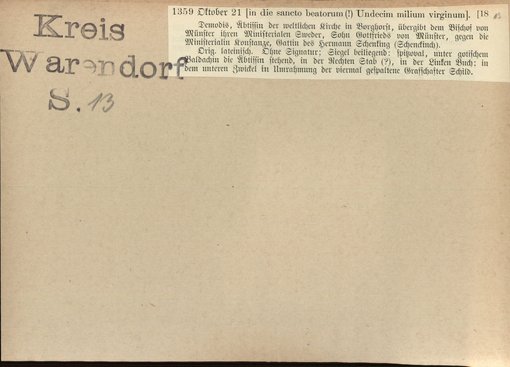 Kreis
Warendorf
S. 13
1359 Oktober 21 [in die sancto beatorum (!) Undecim milium virginum]. [18
Demodis, Äbtissin der weltlichen Kirche in Borghorst, übergibt dem Bischof von
Münster ihren Ministerialen Sweder, Sohn Gottfrieds von Münster, gegen die
Ministerialin Konstanze, Gattin des Hermann Schenking (Schenkinch).
Orig. lateinisch. Ohne Signatur; Siegel beiliegend: spitzoval, unter gotischem
Baldachin die Äbtissin stehend, in der Rechten Stab (?), in der Linken Buch: in
dem unteren Zwickel in Umrahmung der viermal gespaltene Graffschafter Schild.